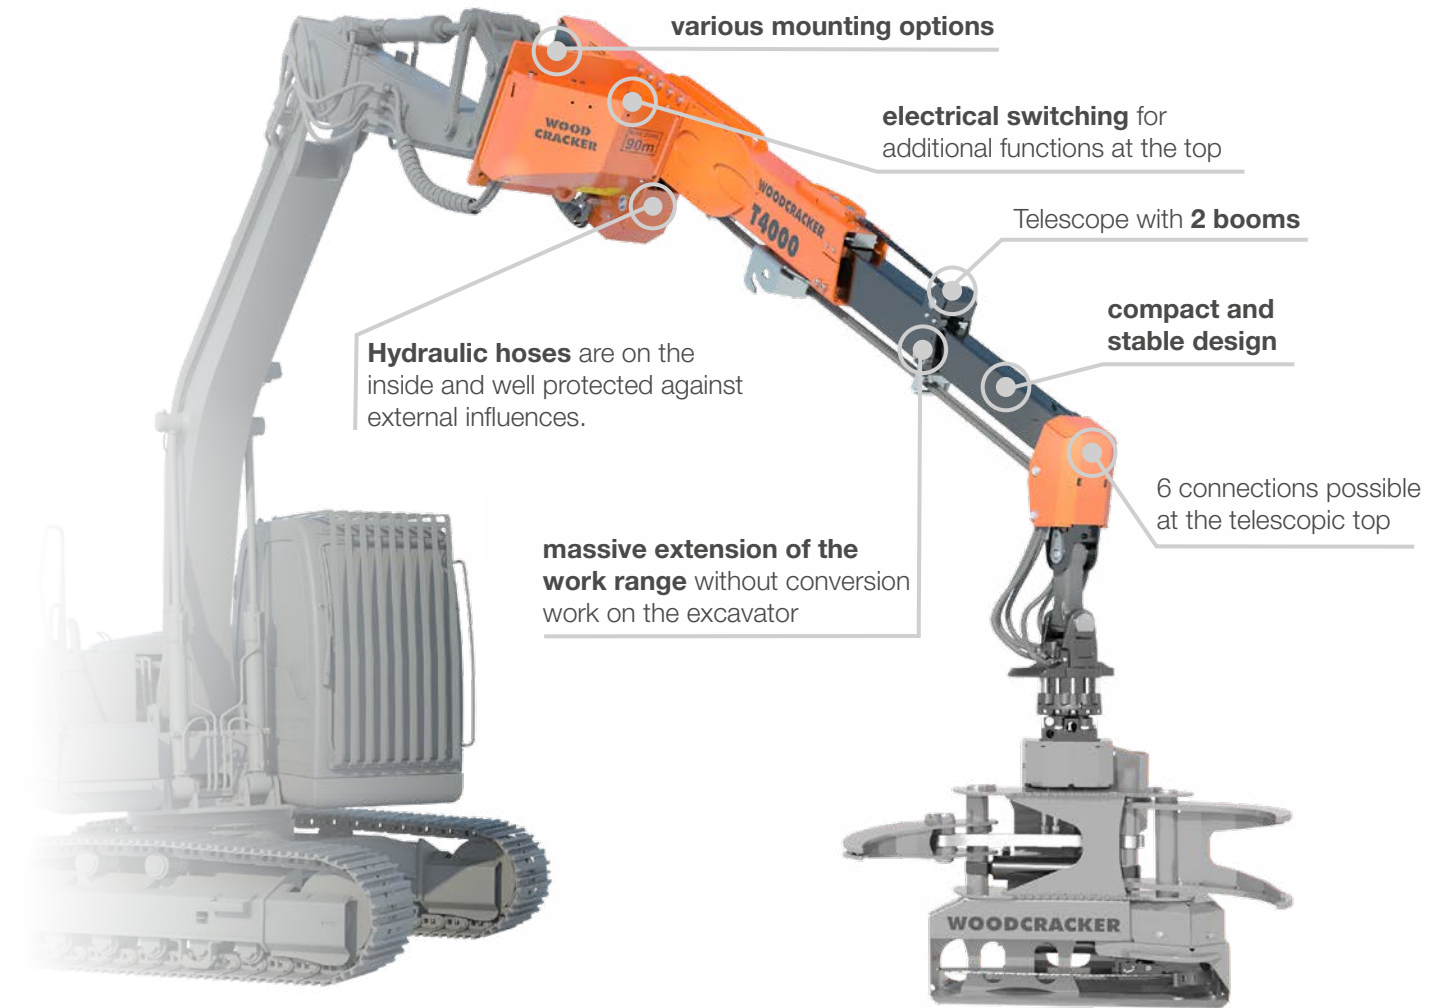 various mounting options
electrical switching for
additional functions at the top
WOOD
CRACKER
90m
WOODCRACKER
T4000
Telescope with 2 booms
compact and
stable design
Hydraulic hoses are on the
inside and well protected against
external influences.
6 connections possible
at the telescopic top
massive extension of the
work range without conversion
work on the excavator
WOODCRACKER